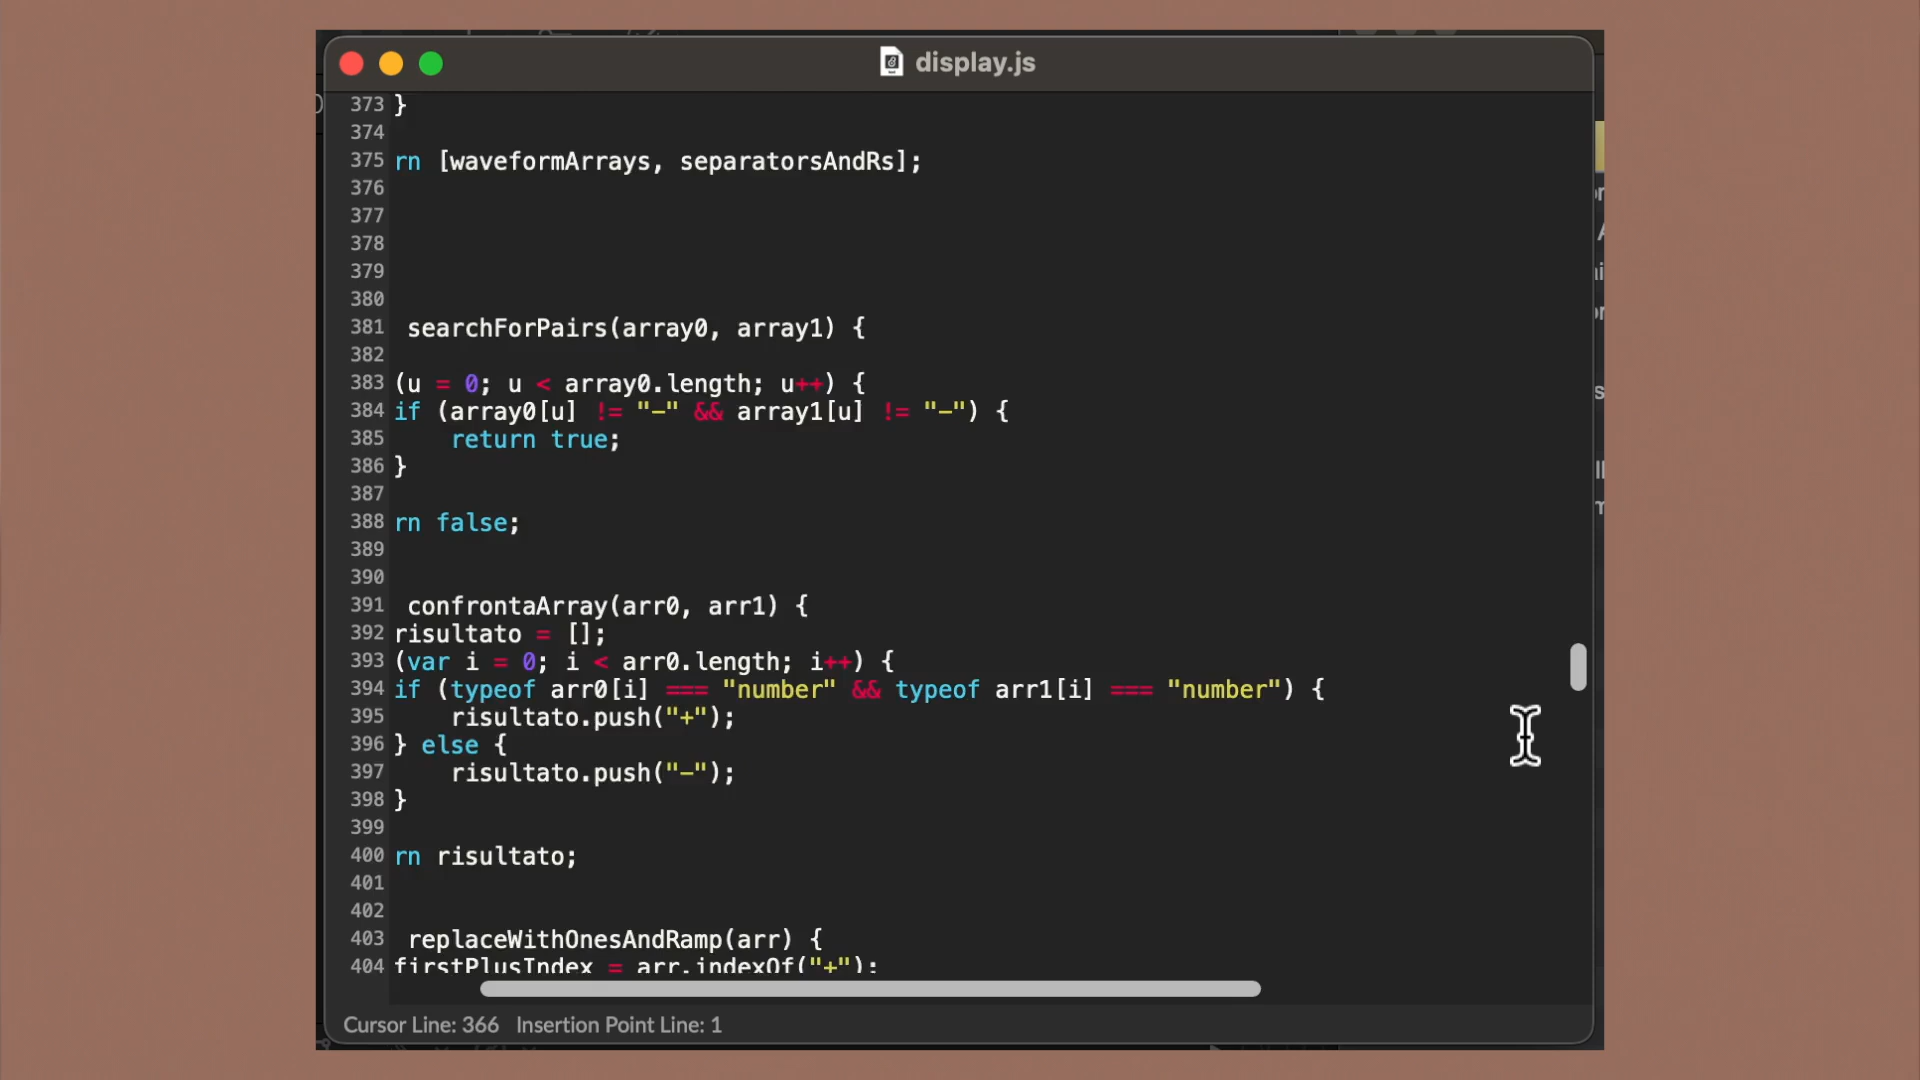 display.js
373 }
374
375 rn [waveformArrays, separatorsAndRs];
376
377
378
379
380
381 searchForPairs(array0, array1) {
382
383 (u = 0; u < array0.length; u++) {
384 if (array0[u] != "-" && array1[u] != "-") {
385 return true;
386 }
387
388 rn false;
389
390
391 confrontaArray(arr0, arr1) {
392 risultato = [];
393 (var i = 0; i < arr0.length; i++) {
394 if (typeof arr0[i] === "number" && typeof arr1[i] === "number") {
395 risultato.push("+");
396 } else {
397 risultato.push("-");
398 }
399
400 rn risultato;
401
402
403 replaceWithOnesAndRamp(arr) {
404 firstPlusIndex = arr.indexOf("+");
Cursor Line: 366 Insertion Point Line: 1